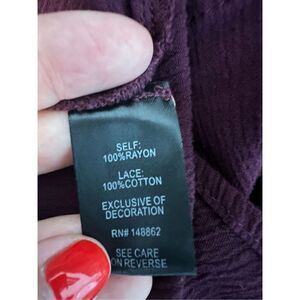 SELF:
100%RAYON
LACE:
100%COTTON
EXCLUSIVE OF
DECORATION
RN# 148862
SEE CARE
ON REVERSE